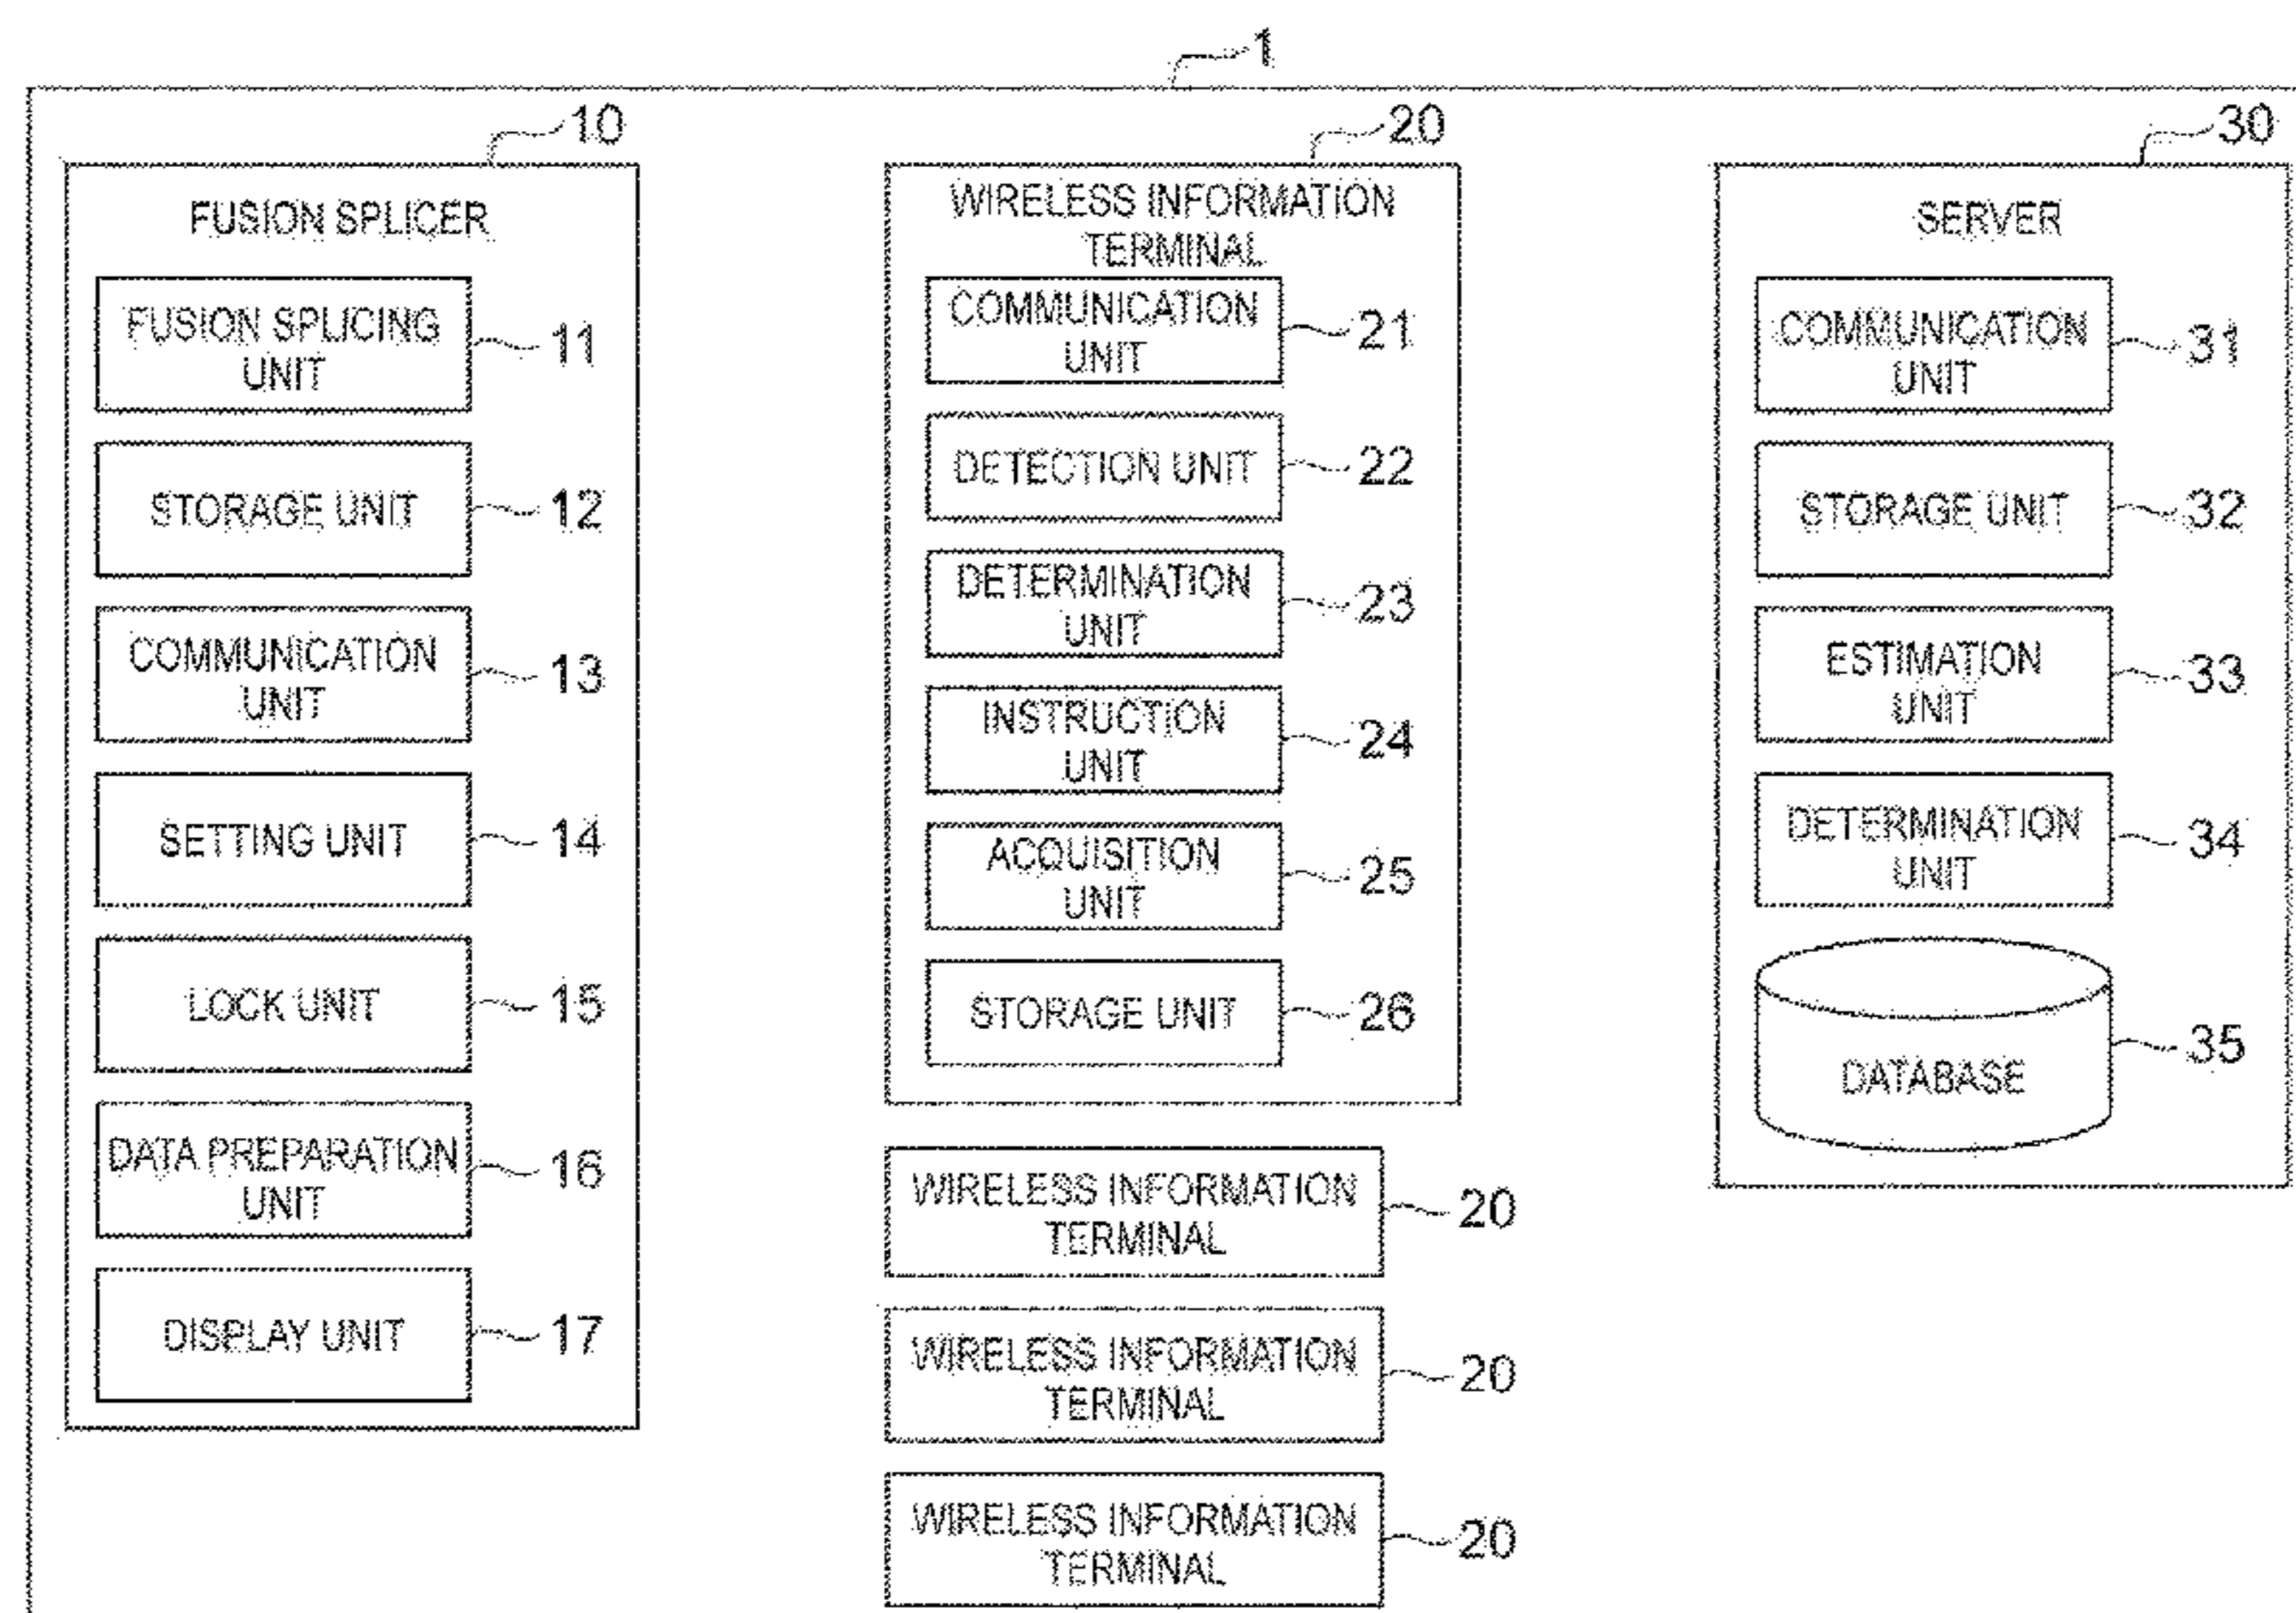 1
10
FUSION SPLICER
FUSION SPLICING
UNIT
11
STORAGE UNIT
12
COMMUNICATION
UNIT
13
SETTING UNIT
14
LOCK UNIT
15
DATA PREPARATION
UNIT
16
DISPLAY UNIT
17
20
WIRELESS INFORMATION
TERMINAL
COMMUNICATION
UNIT
21
DETECTION UNIT
22
DETERMINATION
UNIT
23
INSTRUCTION
UNIT
24
ACQUISITION
UNIT
25
STORAGE UNIT
26
WIRELESS INFORMATION
TERMINAL
20
WIRELESS INFORMATION
TERMINAL
20
WIRELESS INFORMATION
TERMINAL
20
30
SERVER
COMMUNICATION
UNIT
31
STORAGE UNIT
32
ESTIMATION
UNIT
33
DETERMINATION
UNIT
34
DATABASE
35